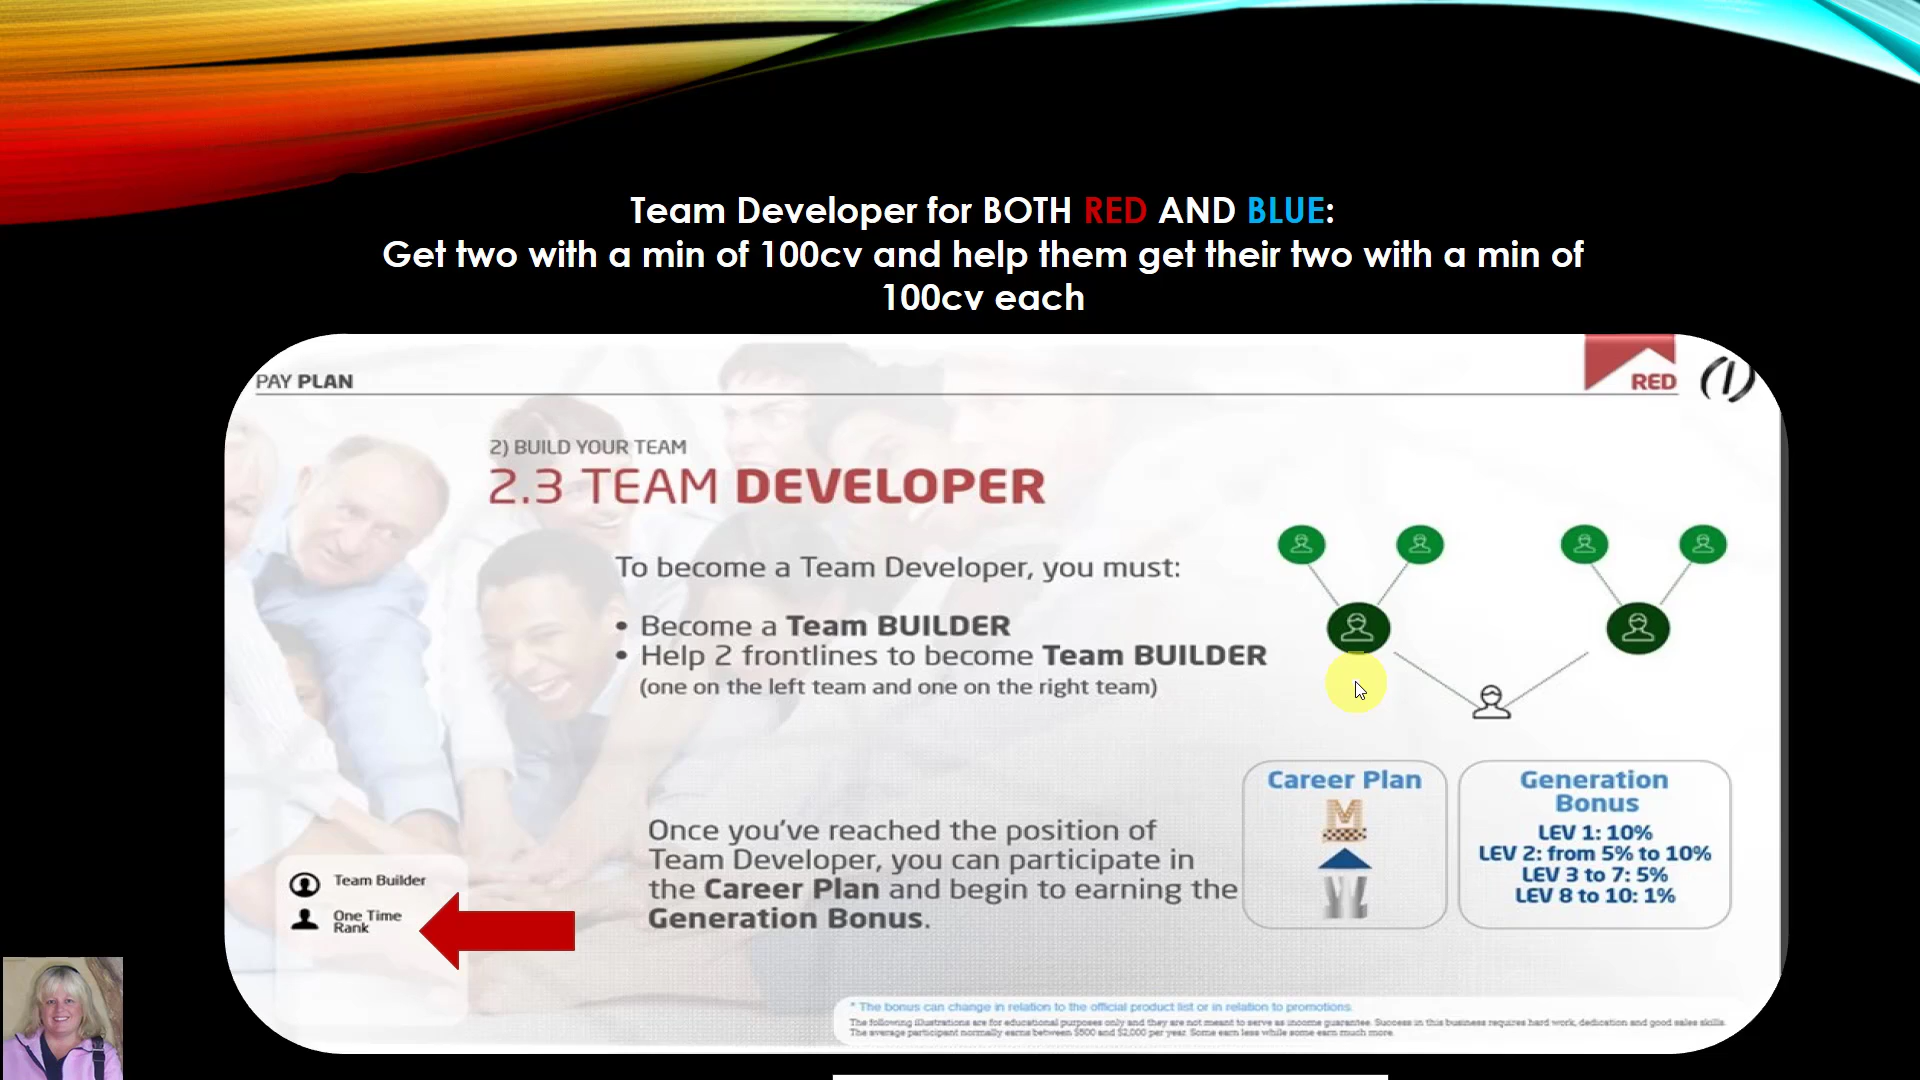 Team Developer for BOTH RED AND BLUE:
Get two with a min of 100cv and help them get their two with a min of
100cv each
PAY PLAN
RED
2) BUILD YOUR TEAM
2.3 TEAM DEVELOPER
To become a Team Developer, you must:
• Become a Team BUILDER
• Help 2 frontlines to become Team BUILDER
(one on the left team and one on the right team)
Once you've reached the position of
Team Developer, you can participate in
the Career Plan and begin to earning the
Generation Bonus.
Career Plan
Generation
Bonus
LEV 1: 10%
LEV 2: from 5% to 10%
LEV 3 to 7: 5%
LEV 8 to 10: 1%
Team Builder
One Time
Rank
* The bonus can change in relation to the official product list or in relation to promotions.
The following illustrations are for educational purposes only and they are not meant to serve as income guarantee. Success in this business requires hard work, dedication and good sales skills.
The average participant normally earns between $500 and $2,000 per year. Some earn less while some earn much more.